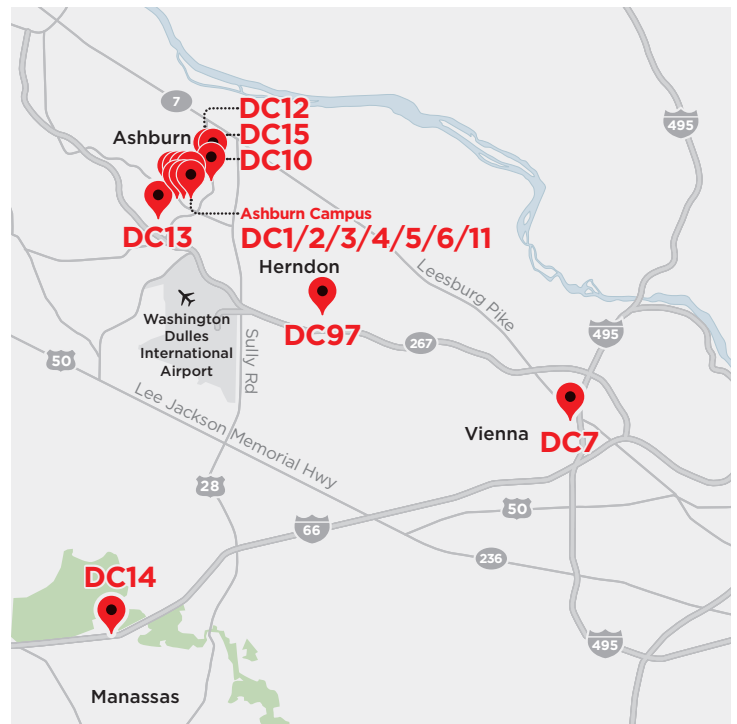 495
7
DC12
Ashburn
DC15
DC10
Ashburn Campus
DC1/2/3/4/5/6/11
DC13
Herndon
Leesburg Pike
Washington
Dulles
International
Airport
Sully Rd
DC97
495
267
50
Lee Jackson Memorial Hwy
Vienna
DC7
28
50
66
236
DC14
495
Manassas